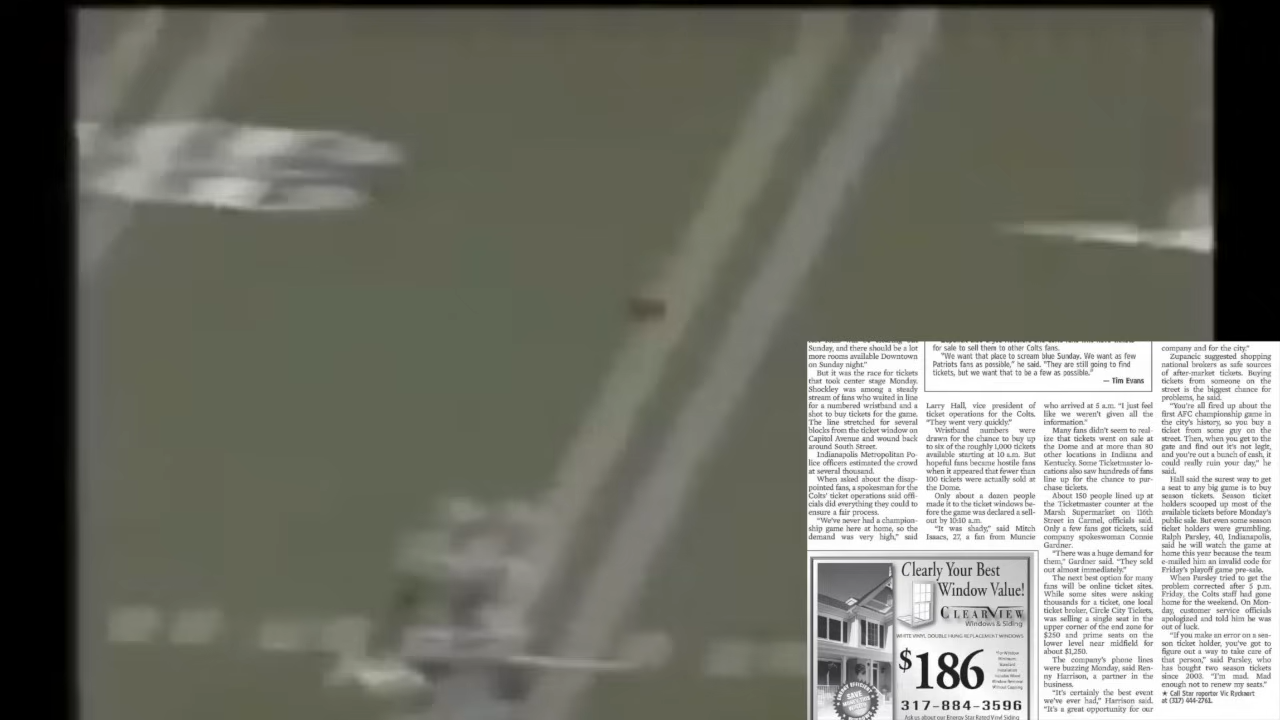 Sunday, and there should be a lot
more rooms available Downtown
on Sunday night."
But it was the race for tickets
that took center stage Monday.
Shockley was among a steady
stream of fans who waited in line
for a numbered wristband and a
shot to buy tickets for the game.
The line stretched for several
blocks from the ticket window on
Capitol Avenue and wound back
around South Street.
Indianapolis Metropolitan Po-
lice officers estimated the crowd
at several thousand.
When asked about the disap-
pointed fans, a spokesman for the
Colts' ticket operations said offi-
cials did everything they could to
ensure a fair process.
"We've never had a champion-
ship game here at home, so the
demand was very high," said
for sale to sell them to other Colts fans.
"We want that place to scream blue Sunday. We want as few
Patriots fans as possible," he said. "They are still going to find
tickets, but we want that to be a few as possible."
— Tim Evans
Larry Hall, vice president of
ticket operations for the Colts.
"They went very quickly."
Wristband numbers were
drawn for the chance to buy up
to six of the roughly 1,000 tickets
available starting at 10 a.m. But
hopeful fans became hostile fans
when it appeared that fewer than
100 tickets were actually sold at
the Dome.
Only about a dozen people
made it to the ticket windows be-
fore the game was declared a sell-
out by 10:10 a.m.
"It was shady," said Mitch
Isaacs, 27, a fan from Muncie
who arrived at 5 a.m. "I just feel
like we weren't given all the
information."
Many fans didn't seem to real-
ize that tickets went on sale at
the Dome and at more than 80
other locations in Indiana and
Kentucky. Some Ticketmaster lo-
cations also saw hundreds of fans
line up for the chance to pur-
chase tickets.
About 150 people lined up at
the Ticketmaster counter at the
Marsh Supermarket on 116th
Street in Carmel, officials said.
Only a few fans got tickets, said
company spokeswoman Connie
Gardner.
"There was a huge demand for
them," Gardner said. "They sold
out almost immediately."
The next best option for many
fans will be online ticket sites.
While some sites were asking
thousands for a ticket, one local
ticket broker, Circle City Tickets,
was selling a single seat in the
upper corner of the end zone for
$250 and prime seats on the
lower level near midfield for
about $1,250.
The company's phone lines
were buzzing Monday, said Ren-
ny Harrison, a partner in the
business.
"It's certainly the best event
we've ever had," Harrison said.
"It's a great opportunity for our
company and for the city."
Zupancic suggested shopping
national brokers as safe sources
of after-market tickets. Buying
tickets from someone on the
street is the biggest chance for
problems, he said.
"You're all fired up about the
first AFC championship game in
the city's history, so you buy a
ticket from some guy on the
street. Then, when you get to the
gate and find out it's not legit,
and you're out a bunch of cash, it
could really ruin your day," he
said.
Hall said the surest way to get
a seat to any big game is to buy
season tickets. Season ticket
holders scooped up most of the
available tickets before Monday's
public sale. But even some season
ticket holders were grumbling.
Ralph Parsley, 40, Indianapolis,
said he will watch the game at
home this year because the team
e-mailed him an invalid code for
Friday's playoff game pre-sale.
When Parsley tried to get the
problem corrected after 5 p.m.
Friday, the Colts staff had gone
home for the weekend. On Mon-
day, customer service officials
apologized and told him he was
out of luck.
"If you make an error on a sea-
son ticket holder, you've got to
figure out a way to take care of
that person," said Parsley, who
has bought two season tickets
since 2003. "I'm mad. Mad
enough not to renew my seats."
★ Call Star reporter Vic Ryckaert
at (317) 444-2761.
Clearly Your Best
Window Value!
CLEARVIEW
Windows & Siding
WHITE VINYL DOUBLE HUNG REPLACEMENT WINDOWS
$186
317-884-3596
Ask us about our Energy Star Rated Vinyl Siding